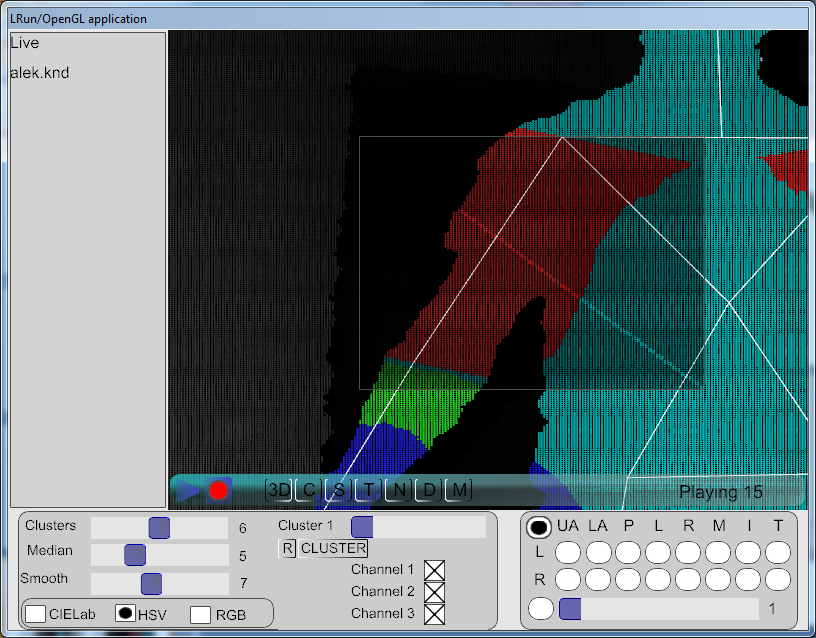 LRun/OpenGL application
Live
alek.knd
3D C S T N D M Playing 15
Clusters 6
Median 5
Smooth 7
CIELab HSV RGB
Cluster 1
R CLUSTER
Channel 1
Channel 2
Channel 3
UA LA P L R M I T
L
R
1